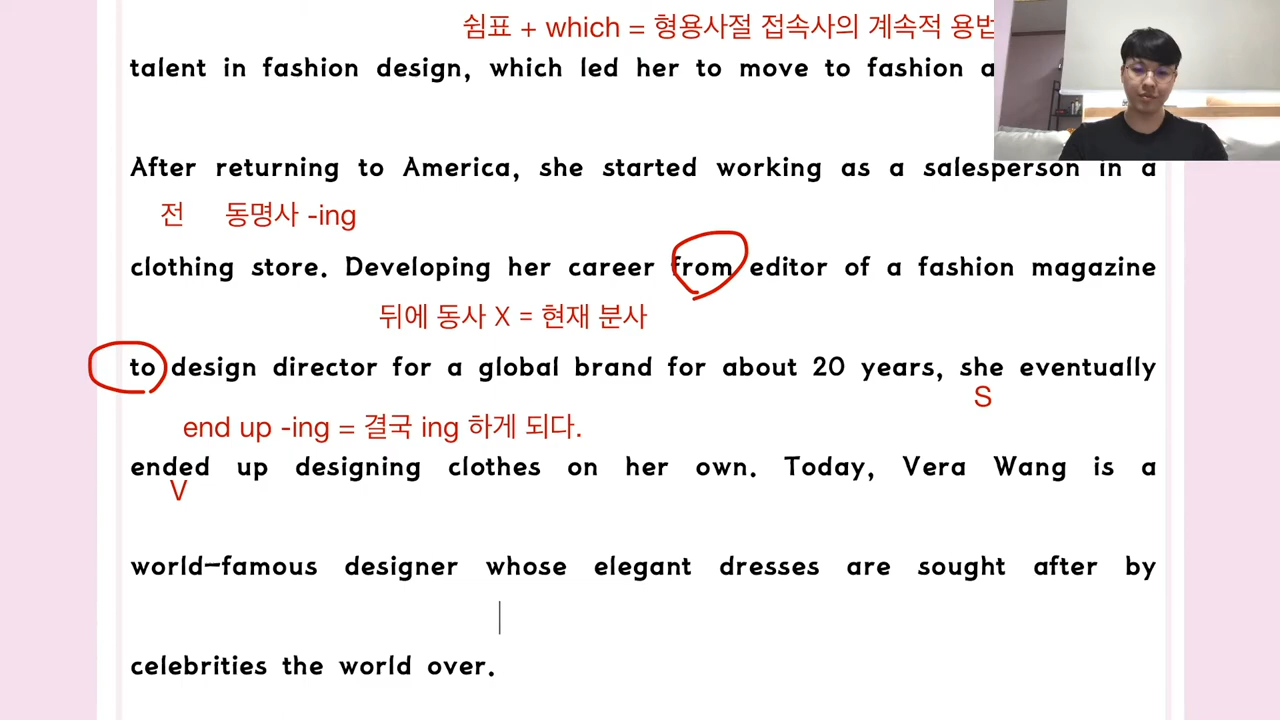 쉼표 + which = 형용사절 접속사의 계속적 용법
talent in fashion design, which led her to move to fashion
After returning to America, she started working as a salesperson in a
전 동명사 -ing
clothing store. Developing her career from editor of a fashion magazine
뒤에 동사 X = 현재 분사
to design director for a global brand for about 20 years, she eventually
S
end up -ing = 결국 ing 하게 되다.
ended up designing clothes on her own. Today, Vera Wang is a
V
world-famous designer whose elegant dresses are sought after by
celebrities the world over.